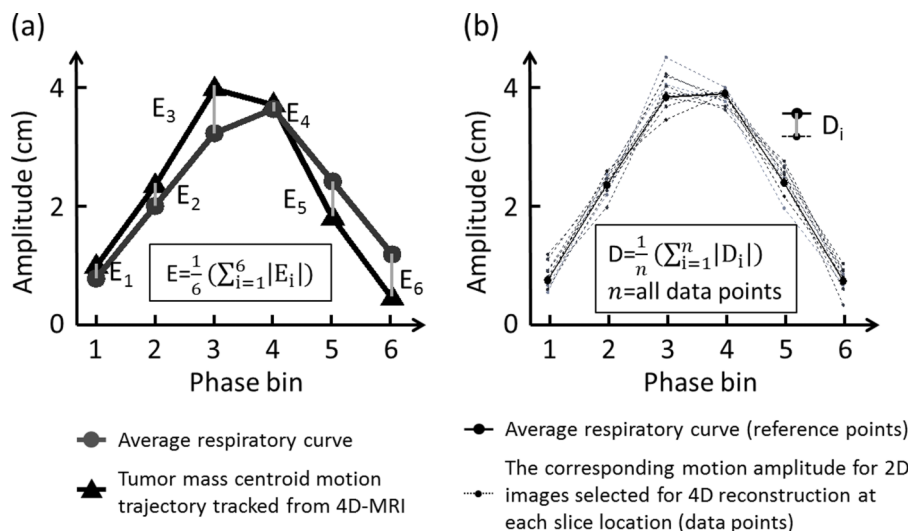 (a)
Amplitude (cm)
4
2
0
E₃
E₄
E₂
E₅
E₁
E₆
E=1/6 (∑⁶ᵢ₌₁|Eᵢ|)
1 2 3 4 5 6
Phase bin
Average respiratory curve
Tumor mass centroid motion
trajectory tracked from 4D-MRI
(b)
Amplitude (cm)
4
2
0
Dᵢ
D=1/n (∑ⁿᵢ₌₁|Dᵢ|)
n=all data points
1 2 3 4 5 6
Phase bin
Average respiratory curve (reference points)
The corresponding motion amplitude for 2D
images selected for 4D reconstruction at
each slice location (data points)